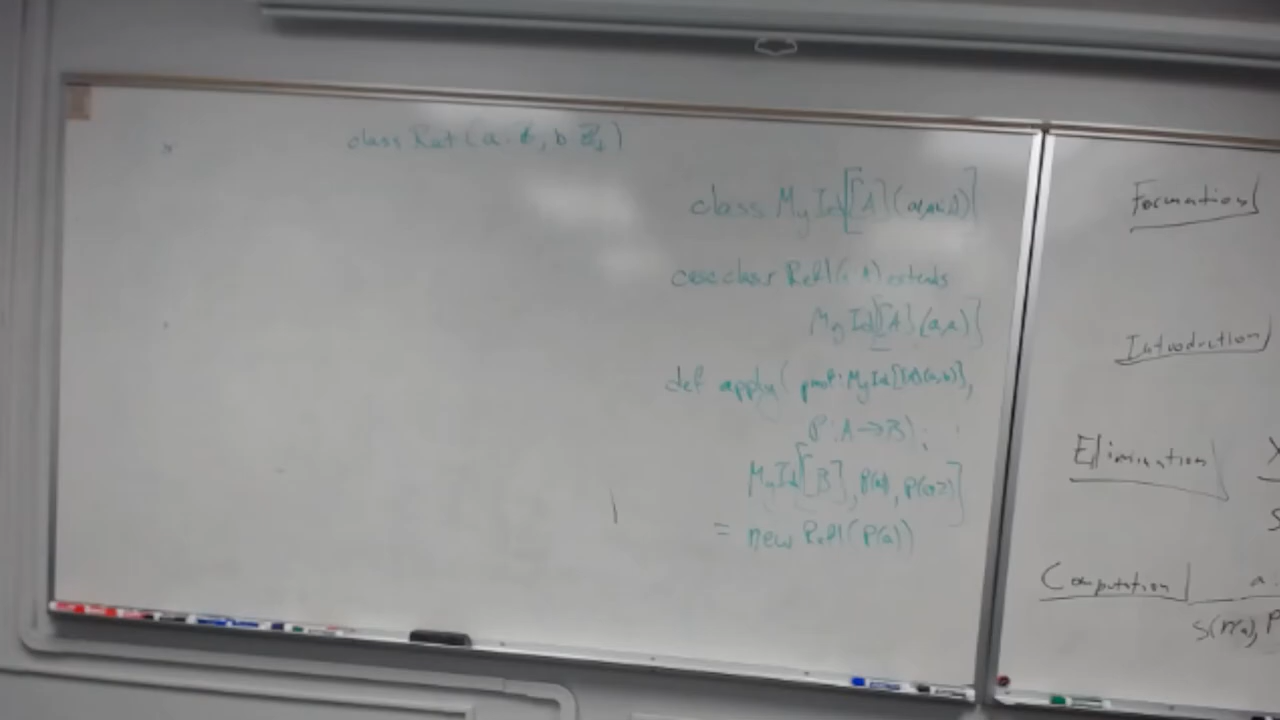 class Rat(a: Z, b: Z
class MyId[[A](
case class Refl(: A) extends
MyId[[A](a,a)]
def apply( proof: MyId[[A](a,b)],
P: A → B):
MyId[[B], P(a), P(a2)]
= new Refl(P(a))
Formation
Introduction
Elimination
Computation a:
S(r(a), P